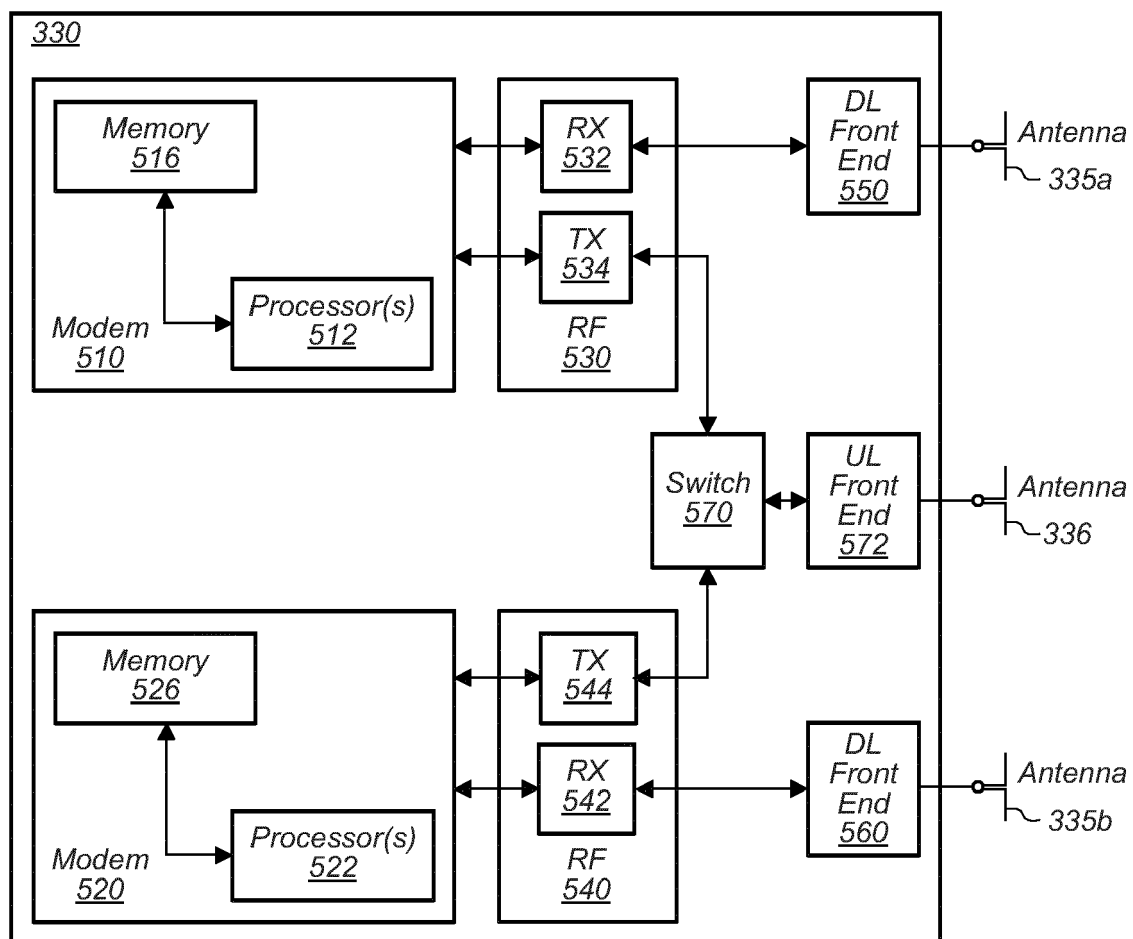 330
Memory
516
Processor(s)
512
Modem
510
RX
532
TX
534
RF
530
DL
Front
End
550
Antenna
335a
Switch
570
UL
Front
End
572
Antenna
336
Memory
526
Processor(s)
522
Modem
520
TX
544
RX
542
RF
540
DL
Front
End
560
Antenna
335b